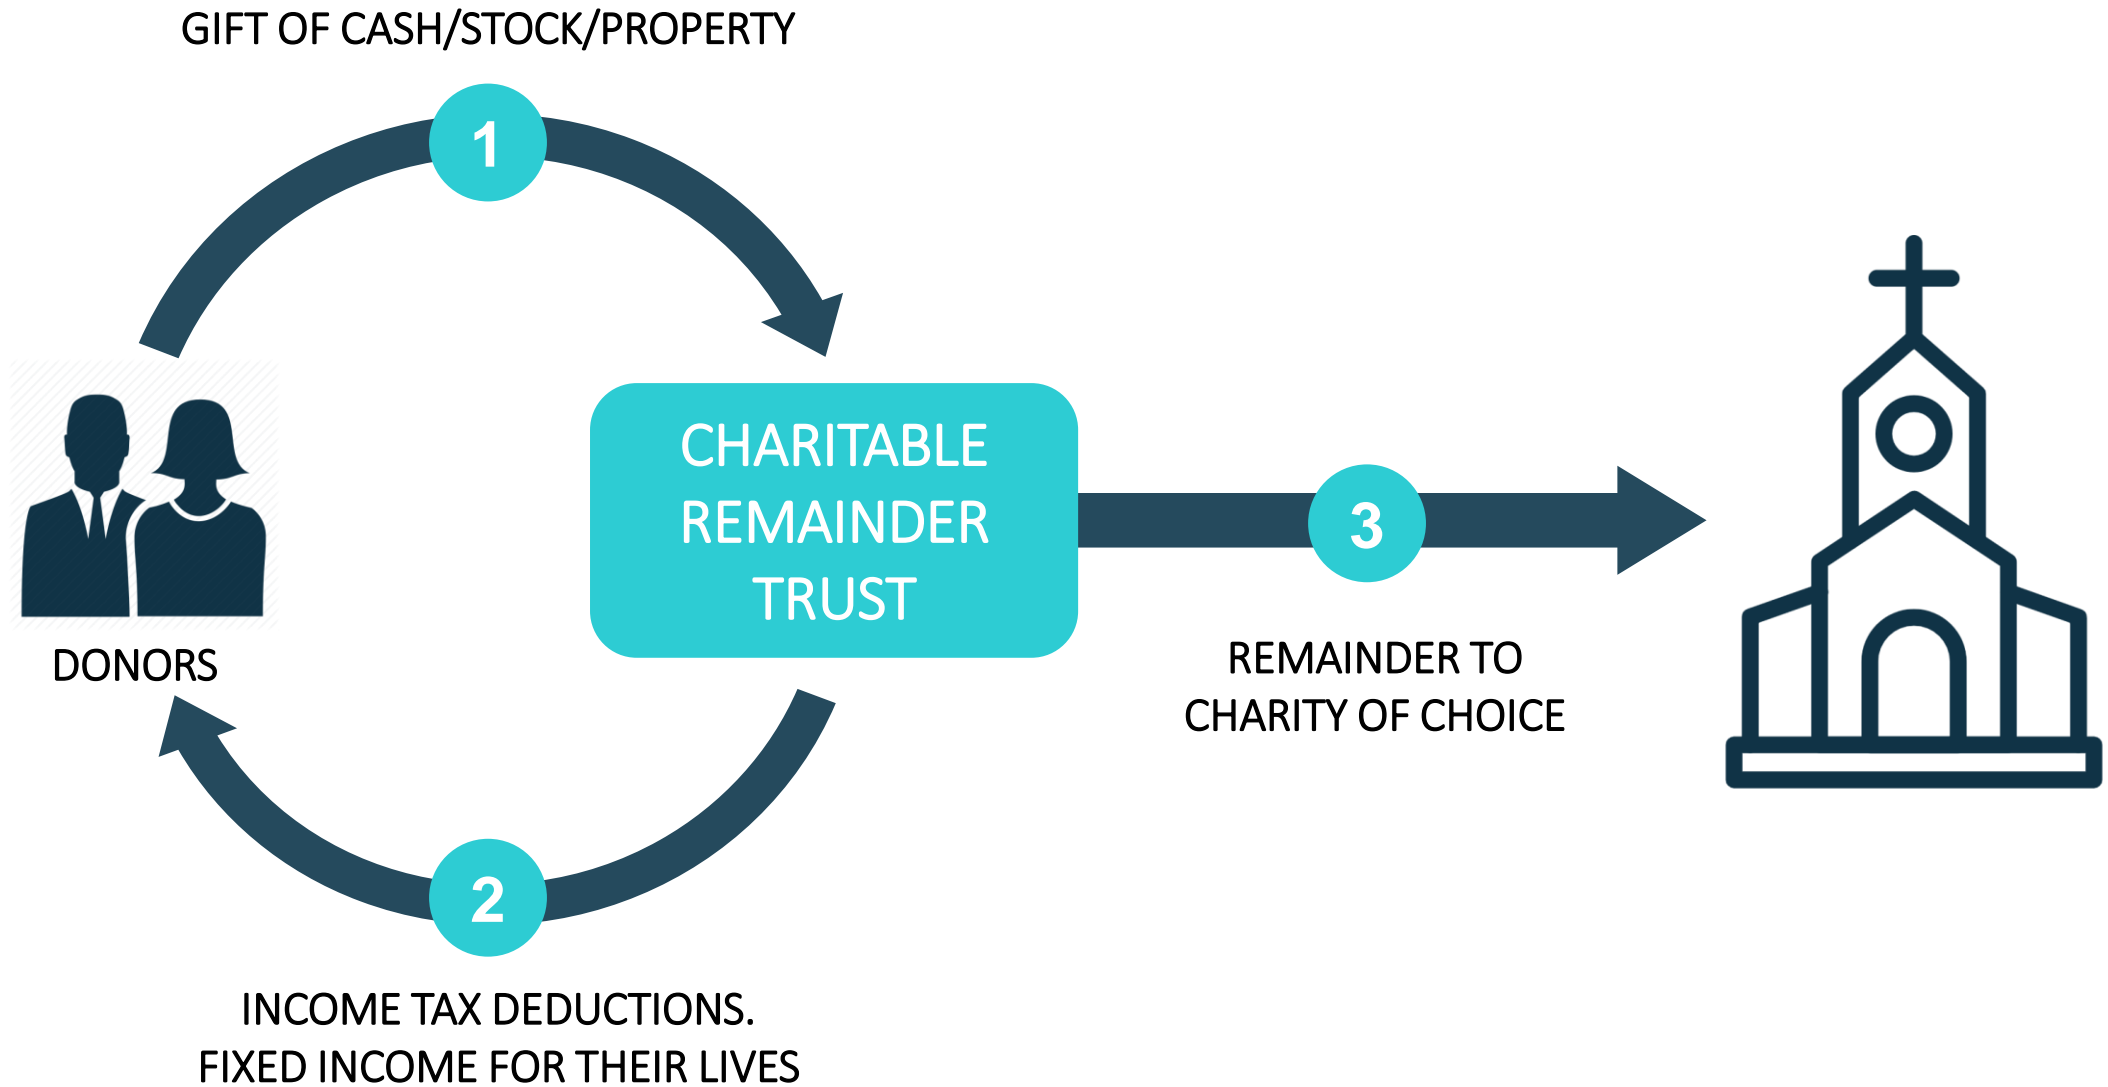 GIFT OF CASH/STOCK/PROPERTY
1
DONORS
CHARITABLE
REMAINDER
TRUST
2
INCOME TAX DEDUCTIONS.
FIXED INCOME FOR THEIR LIVES
3
REMAINDER TO
CHARITY OF CHOICE